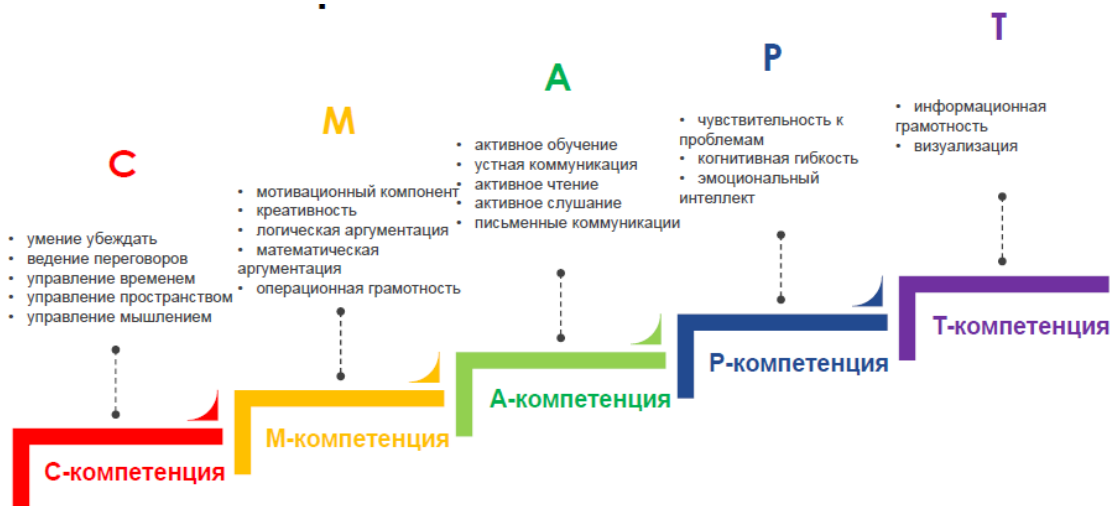 С
• умение убеждать
• ведение переговоров
• управление временем
• управление пространством
• управление мышлением
С-компетенция
М
• мотивационный компонент
• креативность
• логическая аргументация
• математическая
аргументация
• операционная грамотность
М-компетенция
А
• активное обучение
• устная коммуникация
• активное чтение
• активное слушание
• письменные коммуникации
А-компетенция
Р
• чувствительность к
проблемам
• когнитивная гибкость
• эмоциональный
интеллект
Р-компетенция
Т
• информационная
грамотность
• визуализация
Т-компетенция